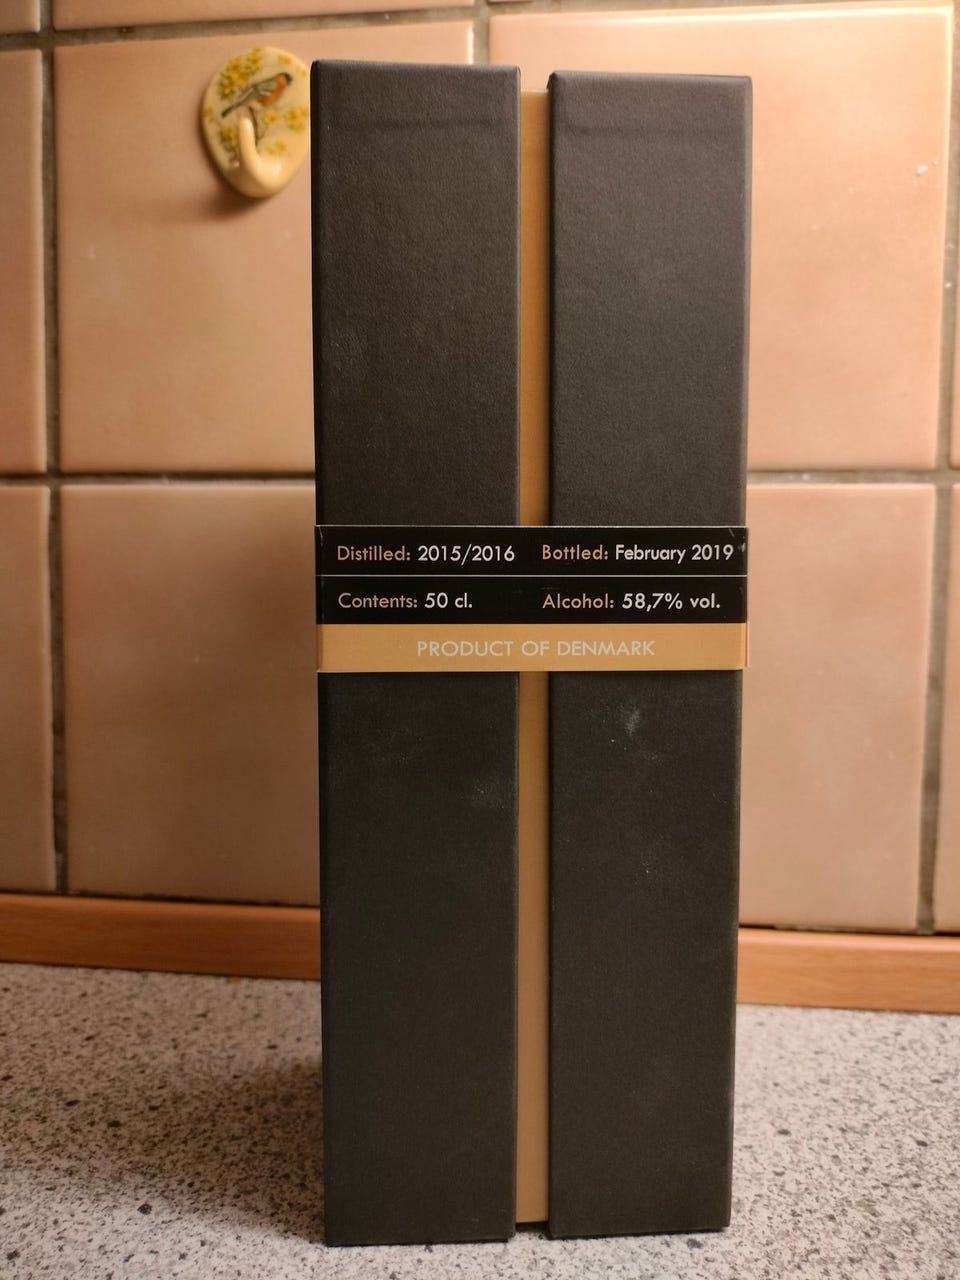 Distilled: 2015/2016 Bottled: February 2019
Contents: 50 cl. Alcohol: 58,7% vol.
PRODUCT OF DENMARK